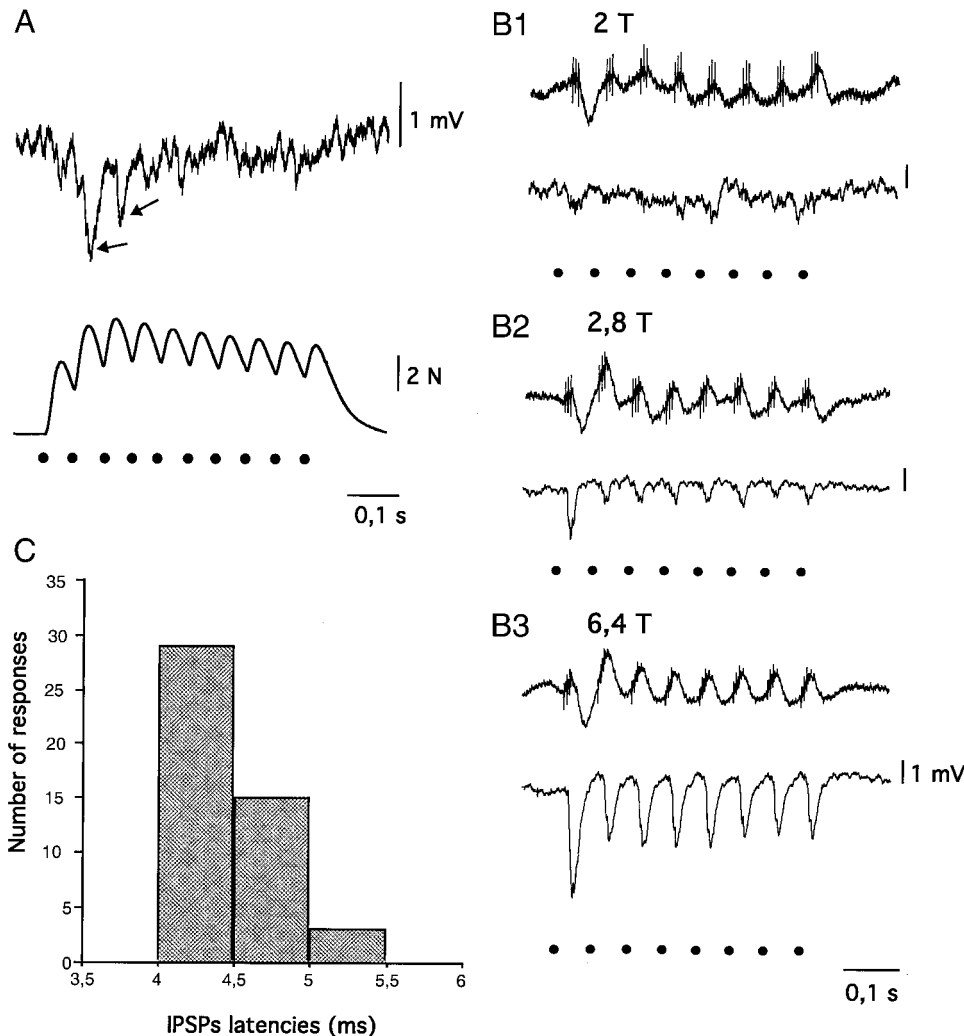 A
1 mV
2 N
0,1 s
B1 2 T
B2 2,8 T
B3 6,4 T
1 mV
0,1 s
C
Number of responses
35
30
25
20
15
10
5
0
3,5 4 4,5 5 5,5 6
IPSPs latencies (ms)